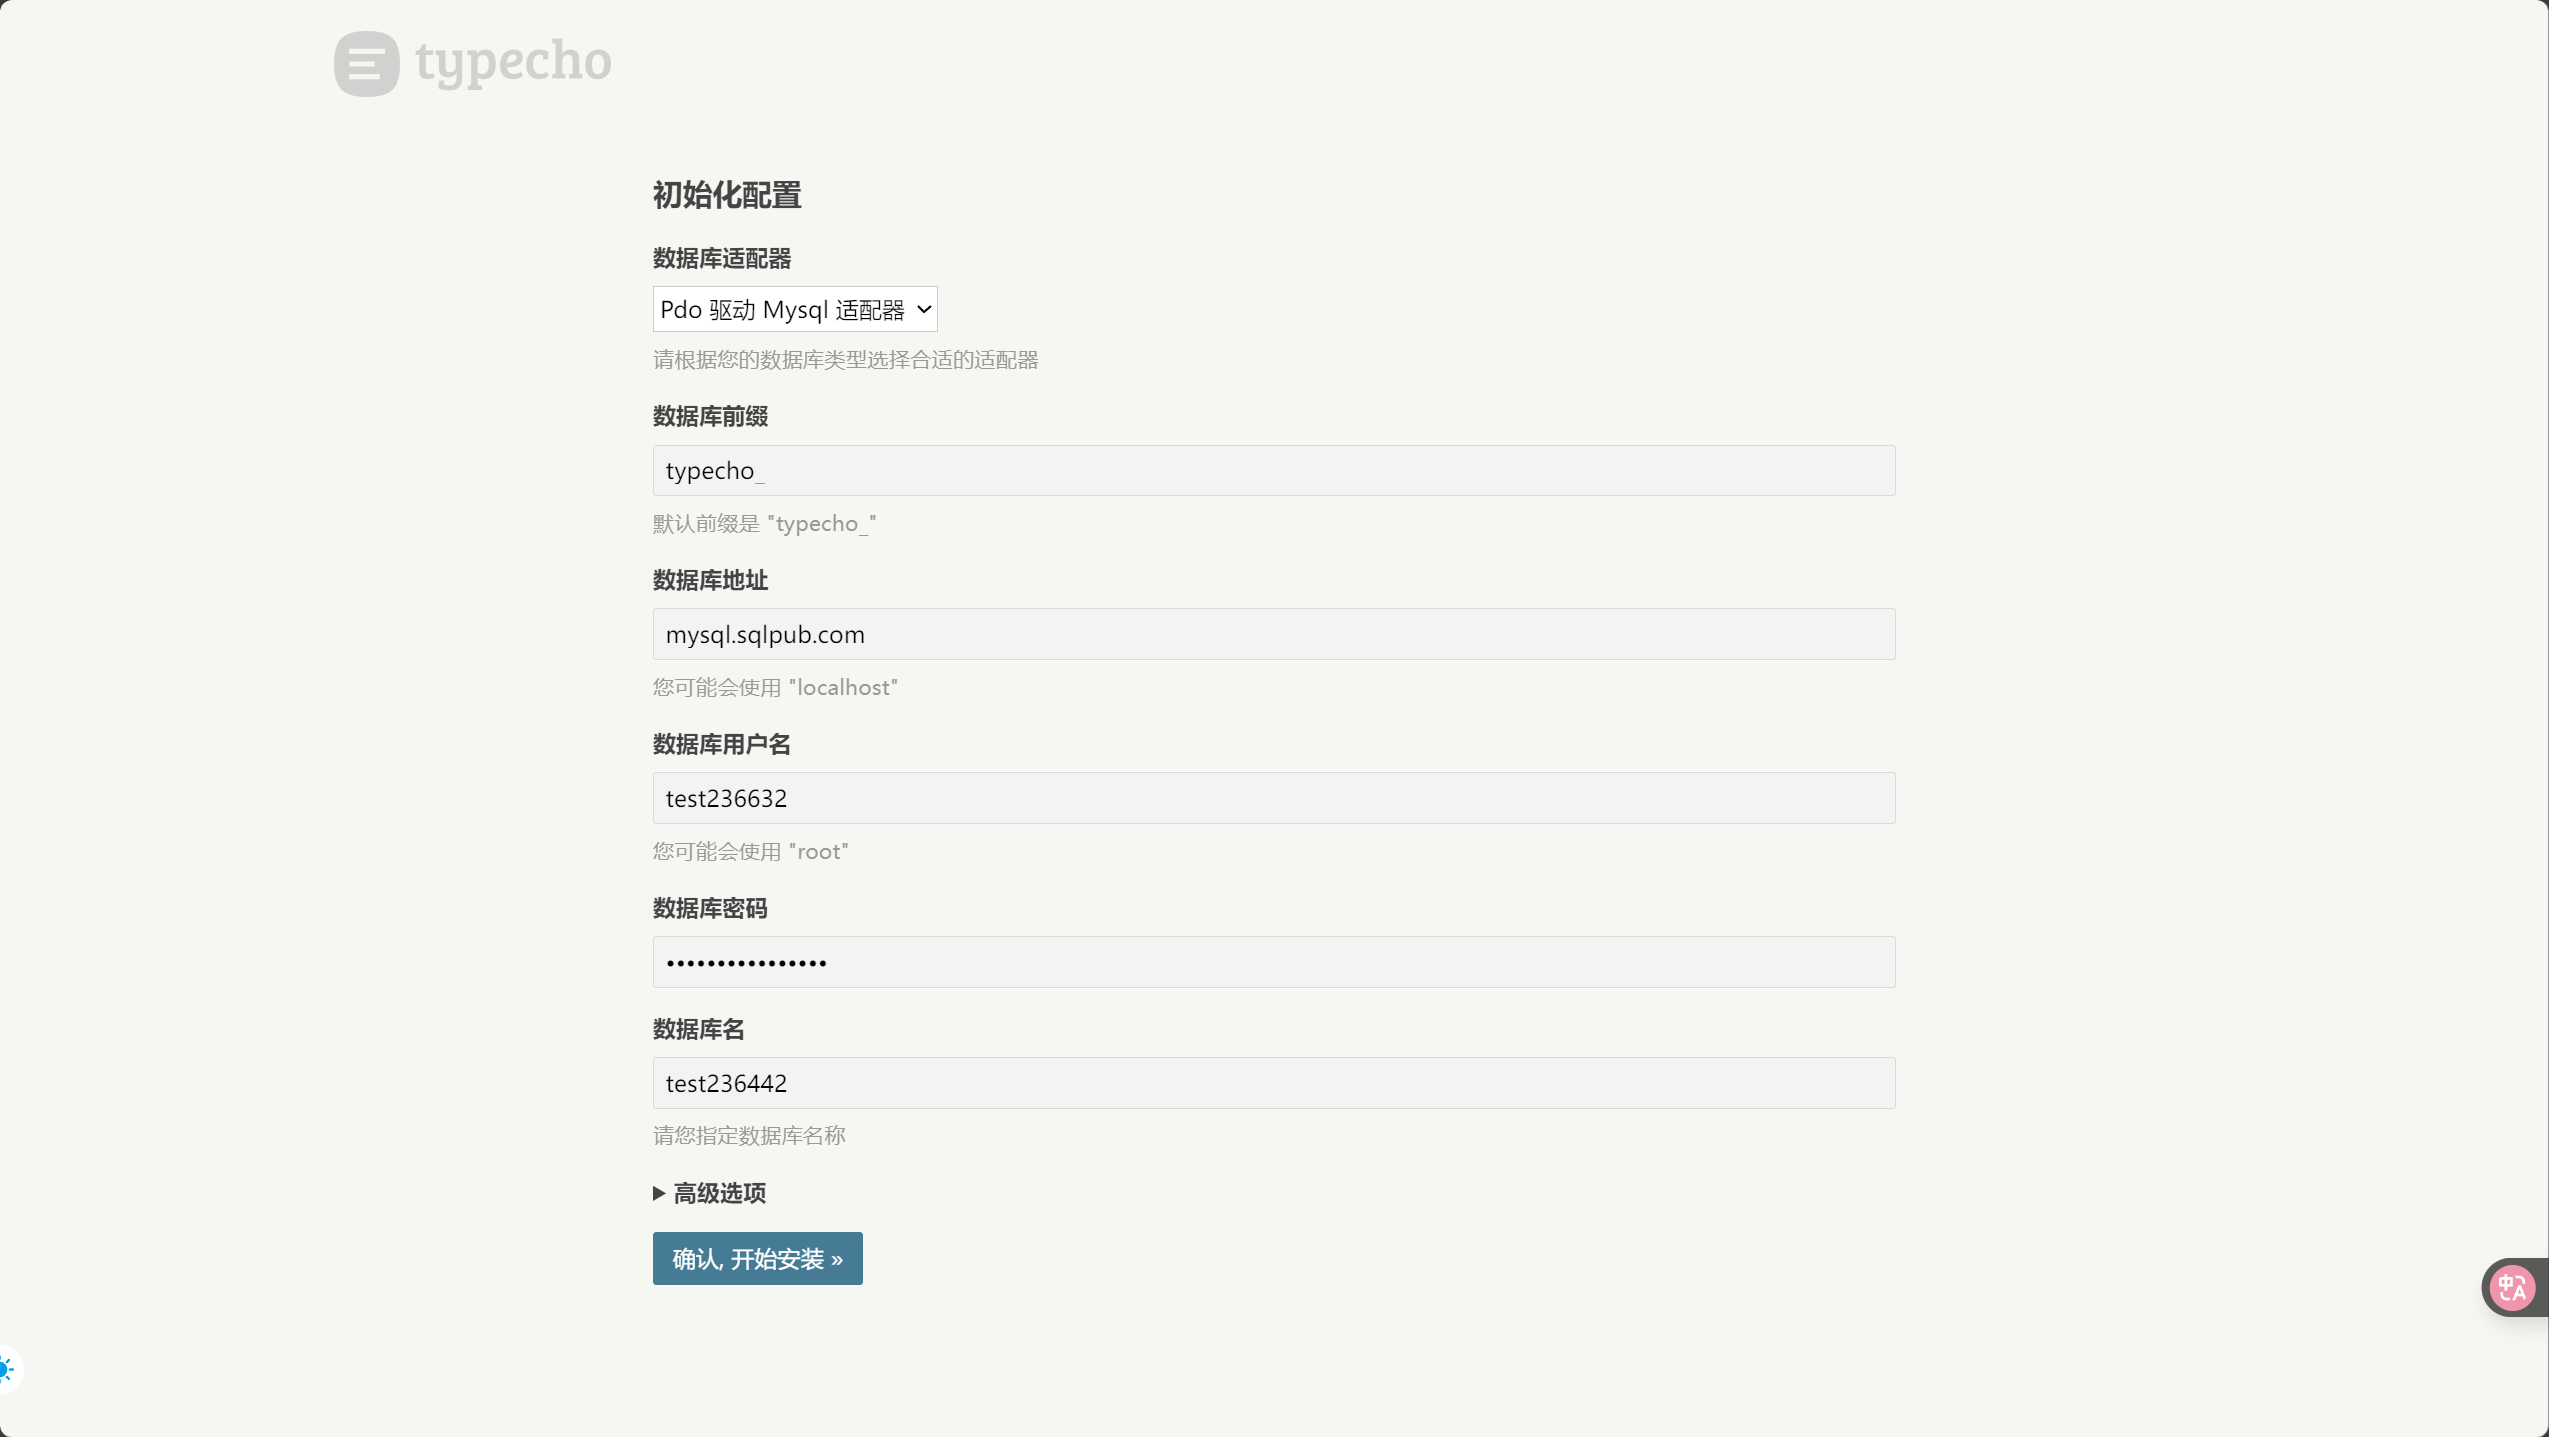 typecho
初始化配置
数据库适配器
Pdo 驱动 Mysql 适配器
请根据您的数据库类型选择合适的适配器
数据库前缀
typecho_
默认前缀是 "typecho_"
数据库地址
mysql.sqlpub.com
您可能会使用 "localhost"
数据库用户名
test236632
您可能会使用 "root"
数据库密码
••••••••••••••••
数据库名
test236442
请您指定数据库名称
高级选项
确认, 开始安装 »
中A